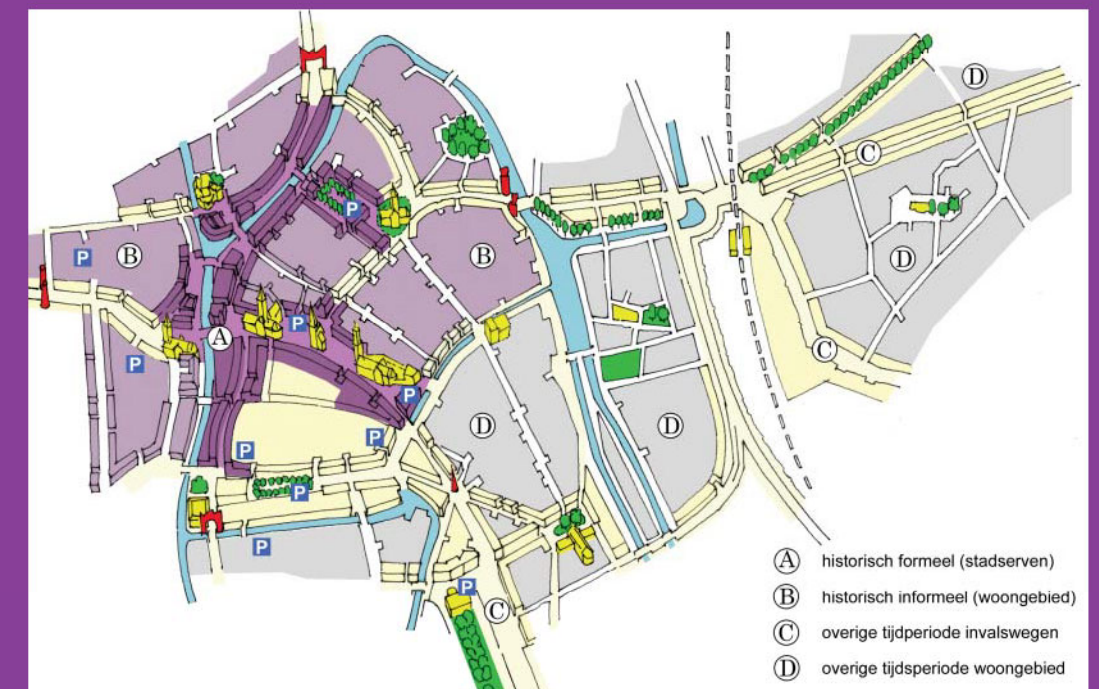 D
C
P
B
P
B
D
A
P
C
P
P
D
D
P
P
P
P
P
C
A historisch formeel (stadserven)
B historisch informeel (woongebied)
C overige tijdperiode invalswegen
D overige tijdsperiode woongebied